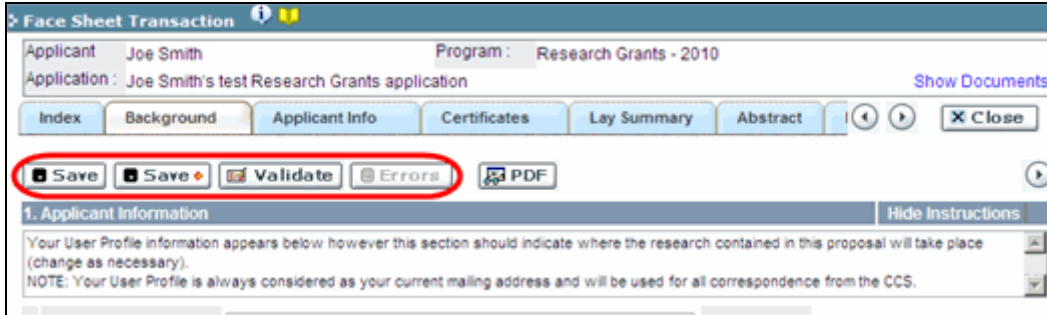 Face Sheet Transaction
Applicant Joe Smith Program : Research Grants - 2010
Application : Joe Smith's test Research Grants application Show Documents
Index Background Applicant Info Certificates Lay Summary Abstract Close
Save Save Validate Errors PDF
1. Applicant Information Hide Instructions
Your User Profile information appears below however this section should indicate where the research contained in this proposal will take place
(change as necessary).
NOTE: Your User Profile is always considered as your current mailing address and will be used for all correspondence from the CCS.